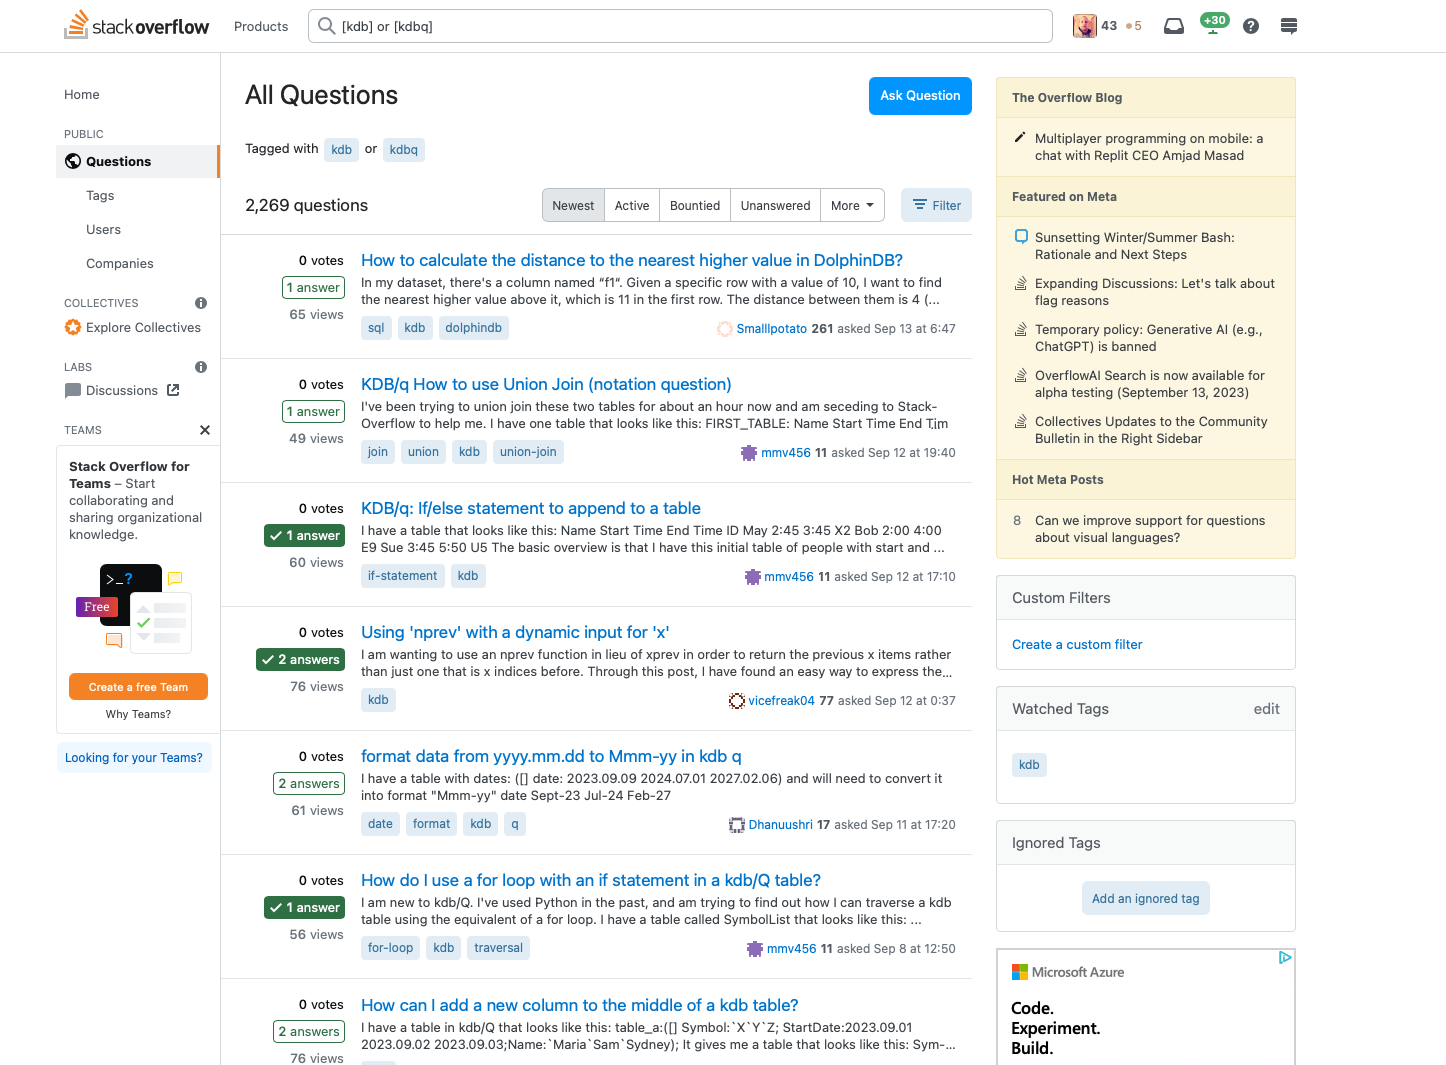 stack overflow
Products
[kdb] or [kdbq]
43
5
+30
Home
PUBLIC
Questions
Tags
Users
Companies
COLLECTIVES
Explore Collectives
LABS
Discussions
TEAMS
Stack Overflow for
Teams – Start
collaborating and
sharing organizational
knowledge.
>_?
Free
Create a free Team
Why Teams?
Looking for your Teams?
All Questions
Ask Question
Tagged with kdb or kdbq
2,269 questions
Newest Active Bountied Unanswered More Filter
0 votes
1 answer
65 views
How to calculate the distance to the nearest higher value in DolphinDB?
In my dataset, there's a column named “f1“. Given a specific row with a value of 10, I want to find
the nearest higher value above it, which is 11 in the first row. The distance between them is 4 (...
sql kdb dolphindb
Smalllpotato 261 asked Sep 13 at 6:47
0 votes
1 answer
49 views
KDB/q How to use Union Join (notation question)
I've been trying to union join these two tables for about an hour now and am seceding to Stack-
Overflow to help me. I have one table that looks like this: FIRST_TABLE: Name Start Time End Tim
join union kdb union-join
mmv456 11 asked Sep 12 at 19:40
0 votes
1 answer
60 views
KDB/q: If/else statement to append to a table
I have a table that looks like this: Name Start Time End Time ID May 2:45 3:45 X2 Bob 2:00 4:00
E9 Sue 3:45 5:50 U5 The basic overview is that I have this initial table of people with start and ...
if-statement kdb
mmv456 11 asked Sep 12 at 17:10
0 votes
2 answers
76 views
Using 'nprev' with a dynamic input for 'x'
I am wanting to use an nprev function in lieu of xprev in order to return the previous x items rather
than just one that is x indices before. Through this post, I have found an easy way to express the...
kdb
vicefreak04 77 asked Sep 12 at 0:37
0 votes
2 answers
61 views
format data from yyyy.mm.dd to Mmm-yy in kdb q
I have a table with dates: ([] date: 2023.09.09 2024.07.01 2027.02.06) and will need to convert it
into format "Mmm-yy" date Sept-23 Jul-24 Feb-27
date format kdb q
Dhanuushri 17 asked Sep 11 at 17:20
0 votes
1 answer
56 views
How do I use a for loop with an if statement in a kdb/Q table?
I am new to kdb/Q. I've used Python in the past, and am trying to find out how I can traverse a kdb
table using the equivalent of a for loop. I have a table called SymbolList that looks like this: ...
for-loop kdb traversal
mmv456 11 asked Sep 8 at 12:50
0 votes
2 answers
76 views
How can I add a new column to the middle of a kdb table?
I have a table in kdb/Q that looks like this: table_a:([] Symbol:`X`Y`Z; StartDate:2023.09.01
2023.09.02 2023.09.03;Name:`Maria`Sam`Sydney); It gives me a table that looks like this: Sym-...
The Overflow Blog
Multiplayer programming on mobile: a
chat with Replit CEO Amjad Masad
Featured on Meta
Sunsetting Winter/Summer Bash:
Rationale and Next Steps
Expanding Discussions: Let's talk about
flag reasons
Temporary policy: Generative AI (e.g.,
ChatGPT) is banned
OverflowAI Search is now available for
alpha testing (September 13, 2023)
Collectives Updates to the Community
Bulletin in the Right Sidebar
Hot Meta Posts
8 Can we improve support for questions
about visual languages?
Custom Filters
Create a custom filter
Watched Tags edit
kdb
Ignored Tags
Add an ignored tag
Microsoft Azure
Code.
Experiment.
Build.